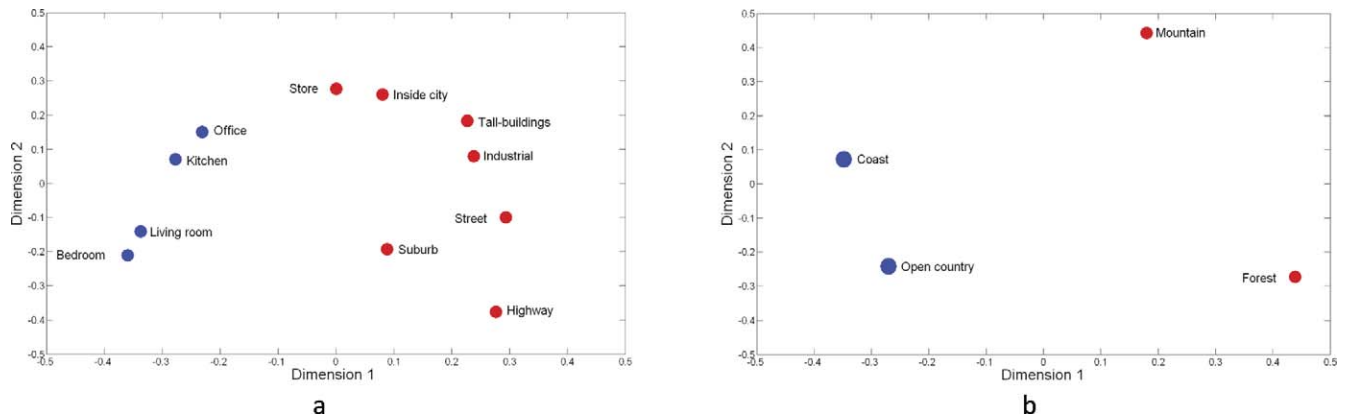 0.5
0.4
0.3
0.2
0.1
0
-0.1
-0.2
-0.3
-0.4
-0.5
Dimension 2
Store
Inside city
Tall-buildings
Office
Kitchen
Industrial
Street
Living room
Suburb
Bedroom
Highway
-0.5 -0.4 -0.3 -0.2 -0.1 0 0.1 0.2 0.3 0.4 0.5
Dimension 1
a
0.5
0.4
0.3
0.2
0.1
0
-0.1
-0.2
-0.3
-0.4
-0.5
Dimension 2
Mountain
Coast
Open country
Forest
-0.5 -0.4 -0.3 -0.2 -0.1 0 0.1 0.2 0.3 0.4 0.5
Dimension 1
b